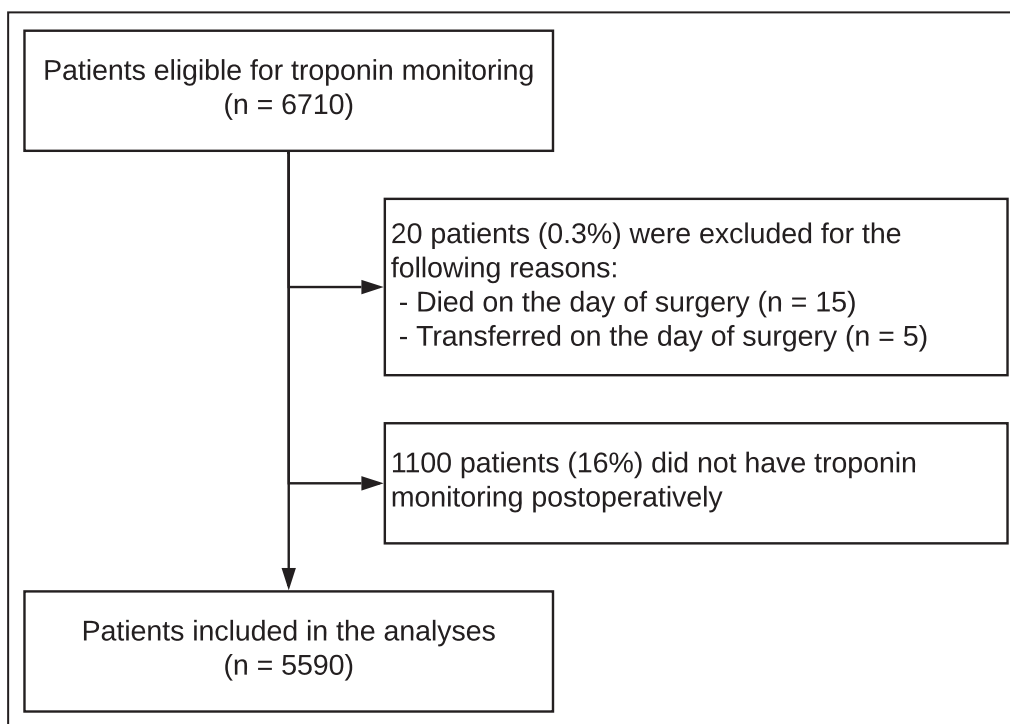 Patients eligible for troponin monitoring
(n = 6710)
20 patients (0.3%) were excluded for the
following reasons:
- Died on the day of surgery (n = 15)
- Transferred on the day of surgery (n = 5)
1100 patients (16%) did not have troponin
monitoring postoperatively
Patients included in the analyses
(n = 5590)